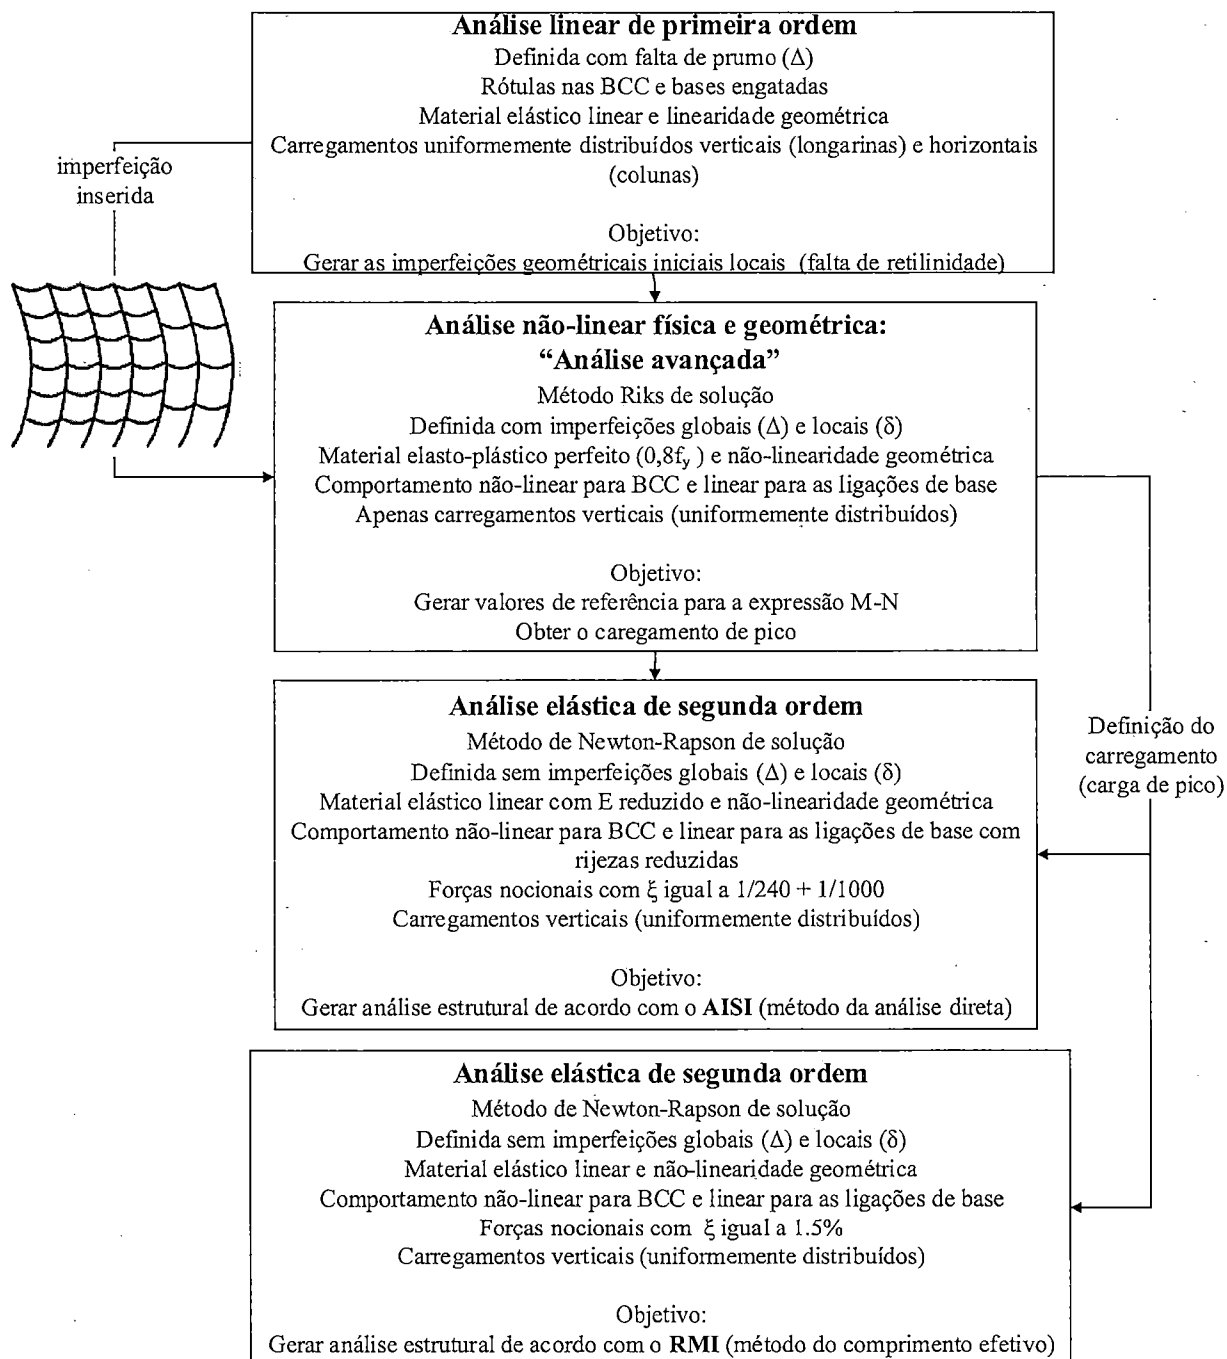 Análise linear de primeira ordem
Definida com falta de prumo (Δ)
Rótulas nas BCC e bases engatadas
Material elástico linear e linearidade geométrica
Carregamentos uniformemente distribuídos verticais (longarinas) e horizontais
(colunas)
Objetivo:
Gerar as imperfeições geométricais iniciais locais (falta de retilinidade)
imperfeição
inserida
Análise não-linear física e geométrica:
“Análise avançada”
Método Riks de solução
Definida com imperfeições globais (Δ) e locais (δ)
Material elasto-plástico perfeito (0,8fy ) e não-linearidade geométrica
Comportamento não-linear para BCC e linear para as ligações de base
Apenas carregamentos verticais (uniformemente distribuídos)
Objetivo:
Gerar valores de referência para a expressão M-N
Obter o caregamento de pico
Análise elástica de segunda ordem
Método de Newton-Rapson de solução
Definida sem imperfeições globais (Δ) e locais (δ)
Material elástico linear com E reduzido e não-linearidade geométrica
Comportamento não-linear para BCC e linear para as ligações de base com
rijezas reduzidas
Forças nocionais com ξ igual a 1/240 + 1/1000
Carregamentos verticais (uniformemente distribuídos)
Objetivo:
Gerar análise estrutural de acordo com o AISI (método da análise direta)
Definição do
carregamento
(carga de pico)
Análise elástica de segunda ordem
Método de Newton-Rapson de solução
Definida sem imperfeições globais (Δ) e locais (δ)
Material elástico linear e não-linearidade geométrica
Comportamento não-linear para BCC e linear para as ligações de base
Forças nocionais com ξ igual a 1.5%
Carregamentos verticais (uniformemente distribuídos)
Objetivo:
Gerar análise estrutural de acordo com o RMI (método do comprimento efetivo)